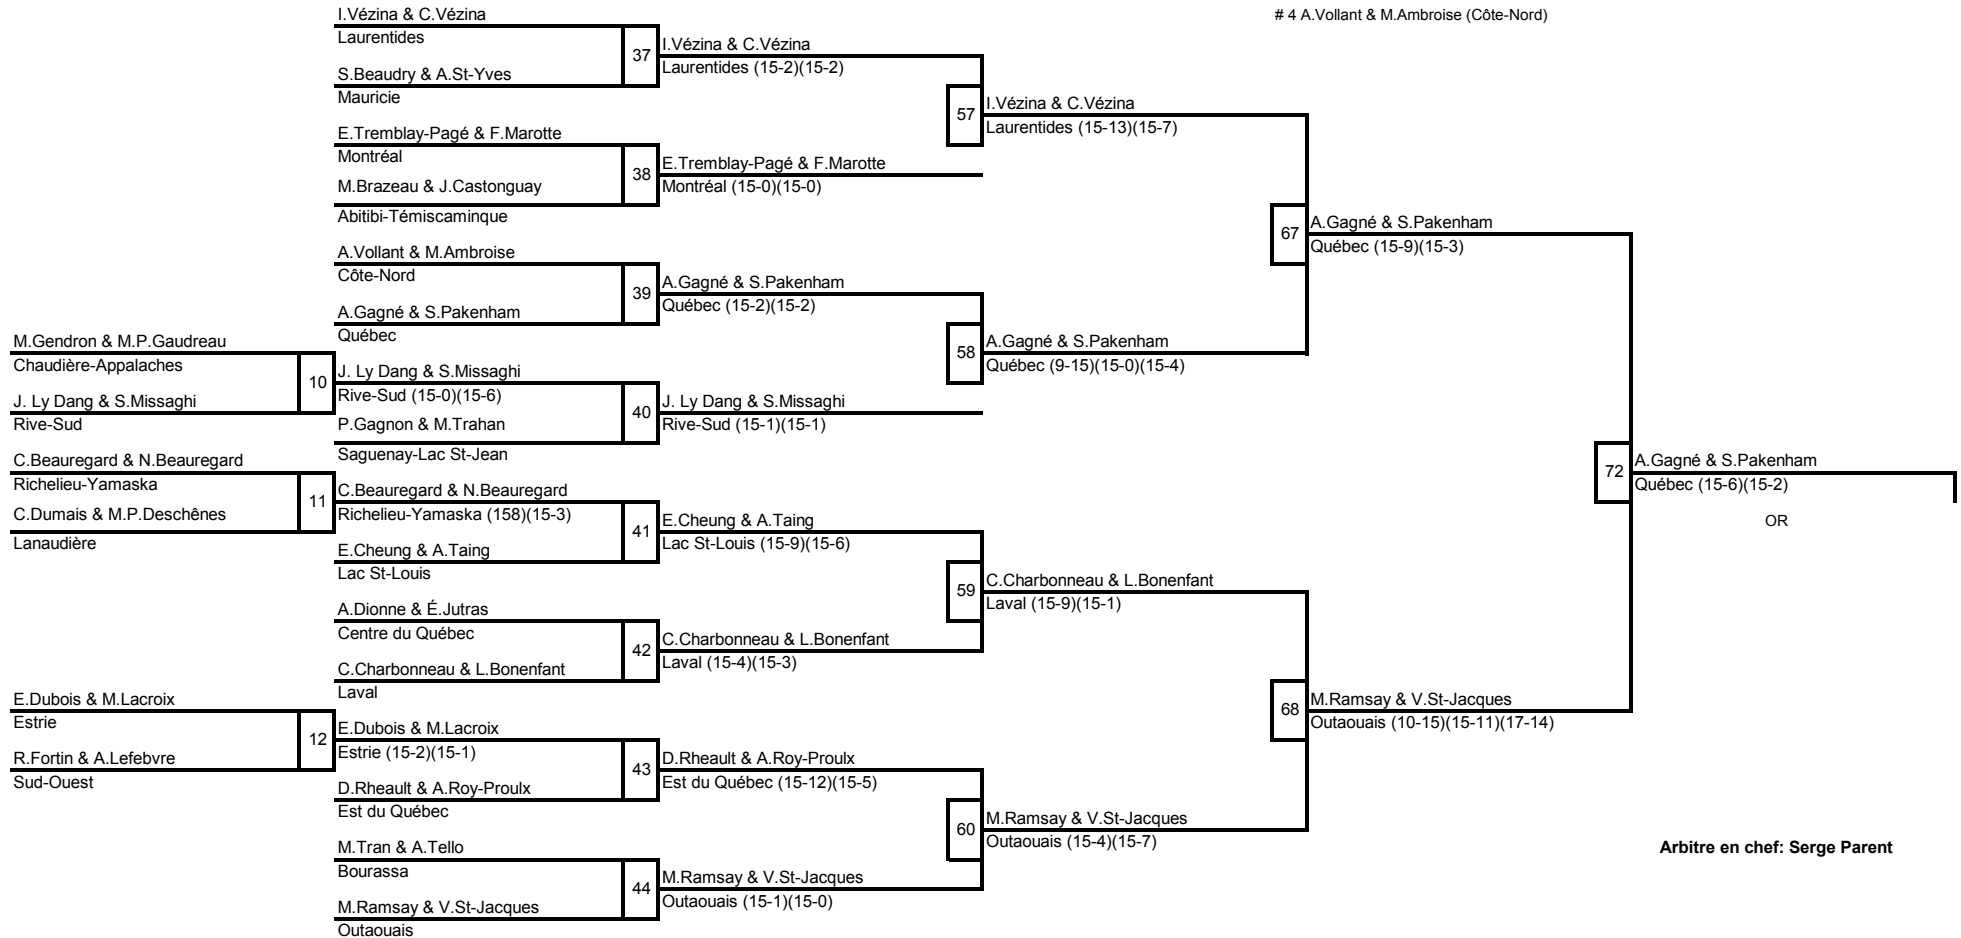 I.Vézina & C.Vézina
Laurentides
37
S.Beaudry & A.St-Yves
Mauricie
E.Tremblay-Pagé & F.Marotte
Montréal
38
M.Brazeau & J.Castonguay
Abitibi-Témiscaminque
A.Vollant & M.Ambroise
Côte-Nord
39
A.Gagné & S.Pakenham
Québec
M.Gendron & M.P.Gaudreau
Chaudière-Appalaches
10
J. Ly Dang & S.Missaghi
Rive-Sud
J. Ly Dang & S.Missaghi
Rive-Sud (15-0)(15-6)
40
P.Gagnon & M.Trahan
Saguenay-Lac St-Jean
C.Beauregard & N.Beauregard
Richelieu-Yamaska
11
C.Dumais & M.P.Deschênes
Lanaudière
C.Beauregard & N.Beauregard
Richelieu-Yamaska (158)(15-3)
41
E.Cheung & A.Taing
Lac St-Louis
A.Dionne & É.Jutras
Centre du Québec
42
C.Charbonneau & L.Bonenfant
Laval
E.Dubois & M.Lacroix
Estrie
12
R.Fortin & A.Lefebvre
Sud-Ouest
E.Dubois & M.Lacroix
Estrie (15-2)(15-1)
43
D.Rheault & A.Roy-Proulx
Est du Québec
M.Tran & A.Tello
Bourassa
44
M.Ramsay & V.St-Jacques
Outaouais
I.Vézina & C.Vézina
Laurentides (15-2)(15-2)
57
E.Tremblay-Pagé & F.Marotte
Montréal (15-0)(15-0)
A.Gagné & S.Pakenham
Québec (15-2)(15-2)
58
J. Ly Dang & S.Missaghi
Rive-Sud (15-1)(15-1)
E.Cheung & A.Taing
Lac St-Louis (15-9)(15-6)
59
C.Charbonneau & L.Bonenfant
Laval (15-4)(15-3)
D.Rheault & A.Roy-Proulx
Est du Québec (15-12)(15-5)
60
M.Ramsay & V.St-Jacques
Outaouais (15-1)(15-0)
I.Vézina & C.Vézina
Laurentides (15-13)(15-7)
67
A.Gagné & S.Pakenham
Québec (9-15)(15-0)(15-4)
C.Charbonneau & L.Bonenfant
Laval (15-9)(15-1)
68
M.Ramsay & V.St-Jacques
Outaouais (15-4)(15-7)
# 4 A.Vollant & M.Ambroise (Côte-Nord)
A.Gagné & S.Pakenham
Québec (15-9)(15-3)
72
M.Ramsay & V.St-Jacques
Outaouais (10-15)(15-11)(17-14)
A.Gagné & S.Pakenham
Québec (15-6)(15-2)
OR
Arbitre en chef: Serge Parent